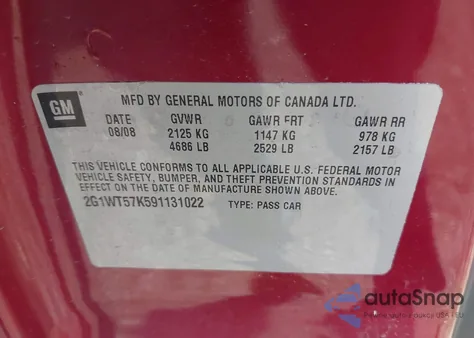 GM
MFD BY GENERAL MOTORS OF CANADA LTD.
DATE GVWR GAWR FRT GAWR RR
08/08 2125 KG 1147 KG 978 KG
4686 LB 2529 LB 2157 LB
THIS VEHICLE CONFORMS TO ALL APPLICABLE U.S. FEDERAL MOTOR
VEHICLE SAFETY, BUMPER, AND THEFT PREVENTION STANDARDS IN
EFFECT ON THE DATE OF MANUFACTURE SHOWN ABOVE.
2G1WT57K591131022 TYPE: PASS CAR
autoSnap